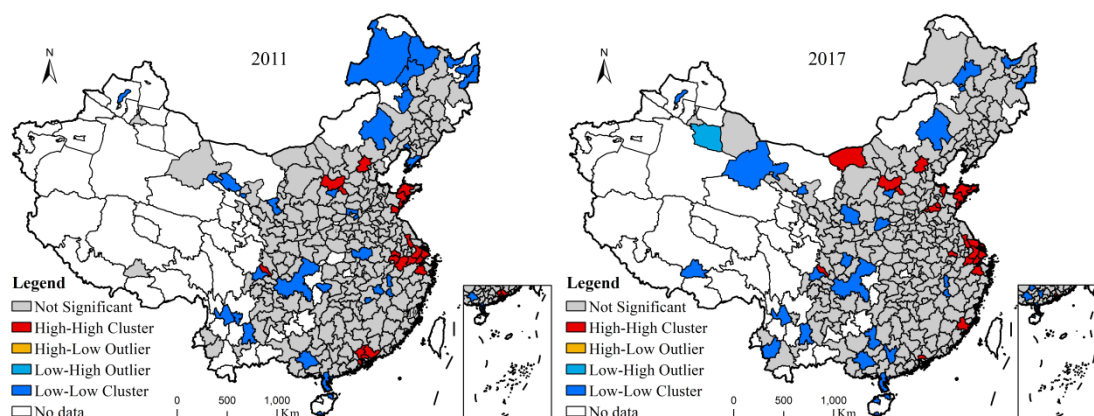 N
2011
Legend
Not Significant
High-High Cluster
High-Low Outlier
Low-High Outlier
Low-Low Cluster
No data
0 500 1,000 Km
N
2017
Legend
Not Significant
High-High Cluster
High-Low Outlier
Low-High Outlier
Low-Low Cluster
No data
0 500 1,000 Km